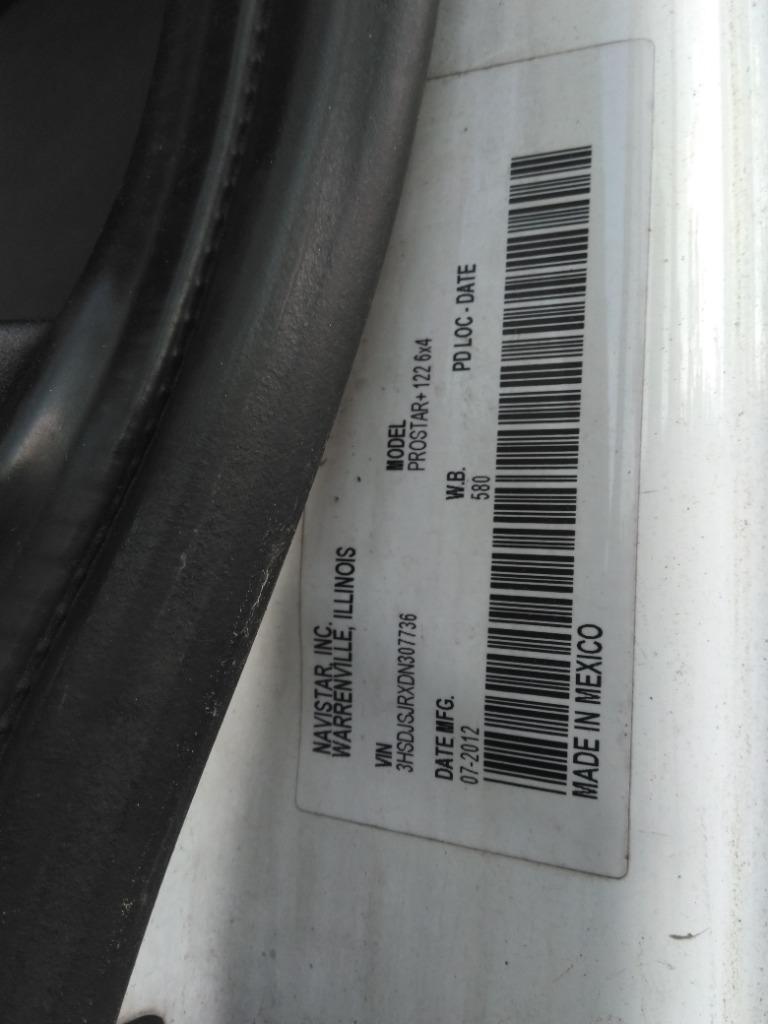 NAVISTAR, INC.
WARRENVILLE, ILLINOIS
VIN
3HSDJSJRXDN307736
MODEL
PROSTAR+ 122 6x4
DATE MFG.
07-2012
W.B.
580
PD LOC - DATE
MADE IN MEXICO